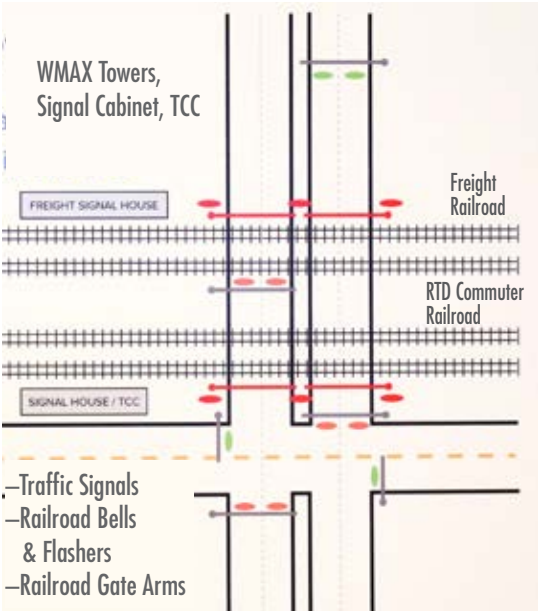 WMAX Towers,
Signal Cabinet, TCC
FREIGHT SIGNAL HOUSE
Freight
Railroad
RTD Commuter
Railroad
SIGNAL HOUSE / TCC
–Traffic Signals
–Railroad Bells
& Flashers
–Railroad Gate Arms